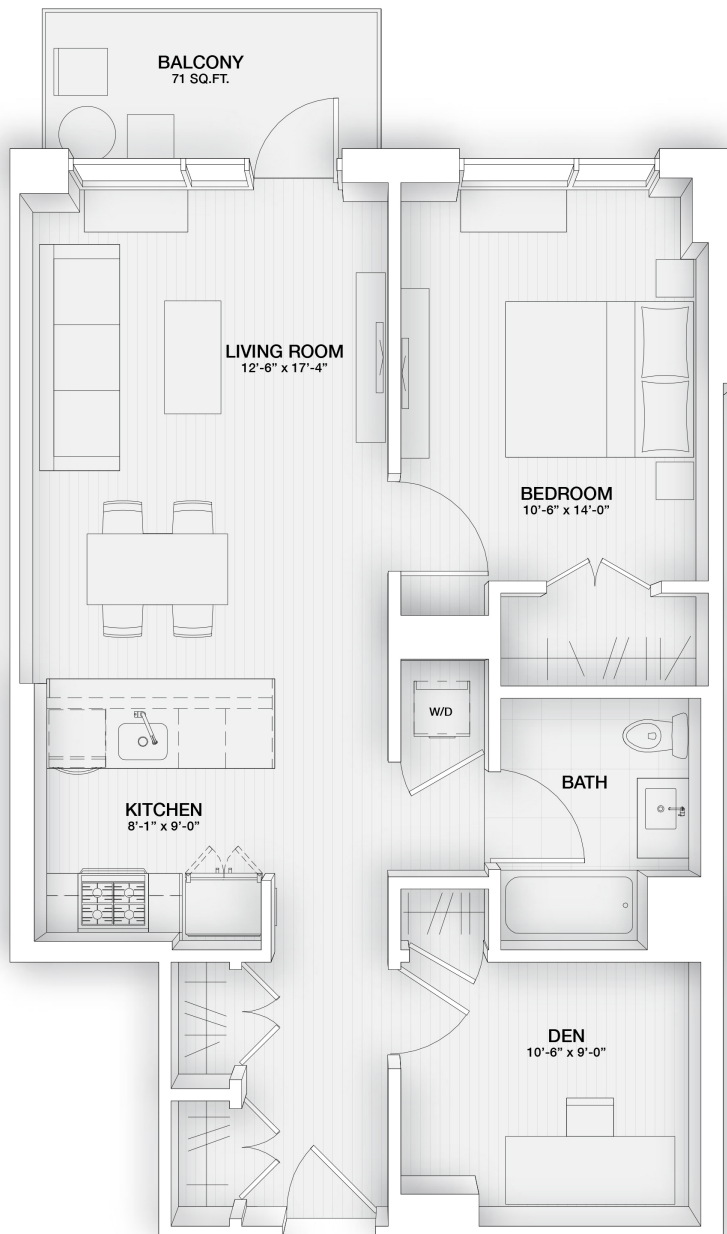 BALCONY
71 SQ.FT.
LIVING ROOM
12'-6" x 17'-4"
BEDROOM
10'-6" x 14'-0"
W/D
BATH
KITCHEN
8'-1" x 9'-0"
DEN
10'-6" x 9'-0"